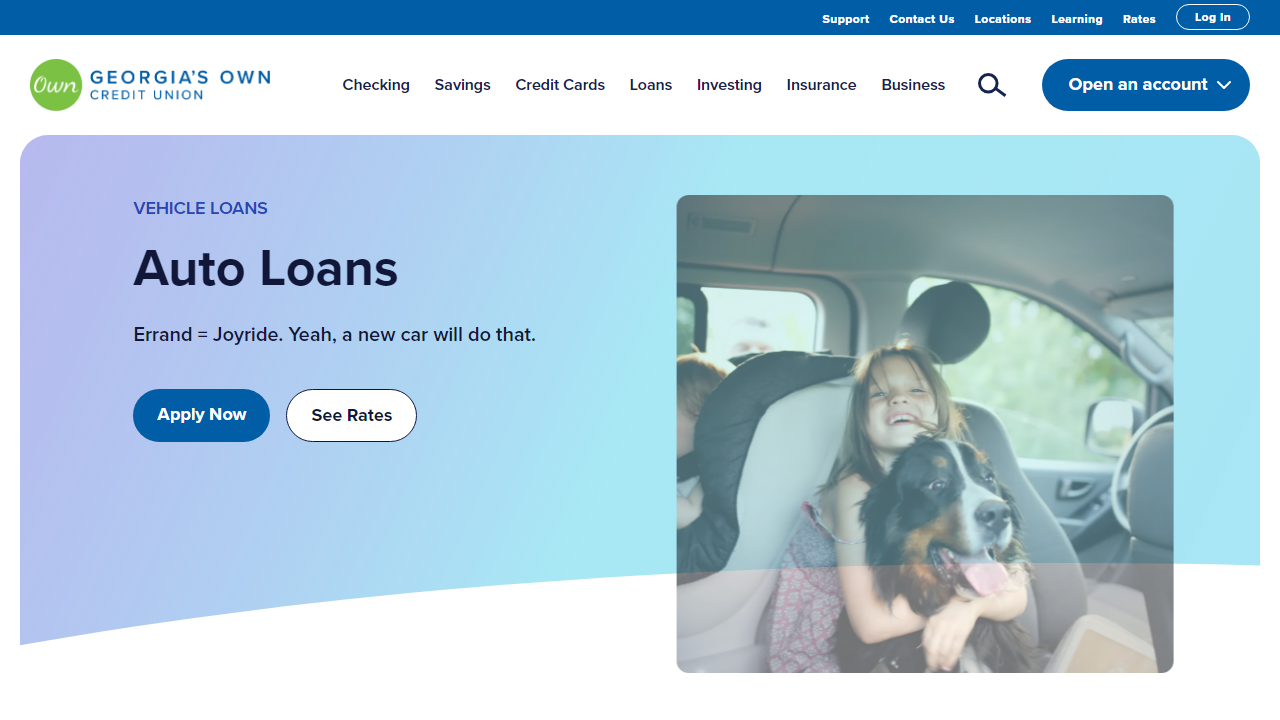 Support Contact Us Locations Learning Rates Log In
Own GEORGIA'S OWN
CREDIT UNION
Checking Savings Credit Cards Loans Investing Insurance Business Open an account
VEHICLE LOANS
Auto Loans
Errand = Joyride. Yeah, a new car will do that.
Apply Now See Rates